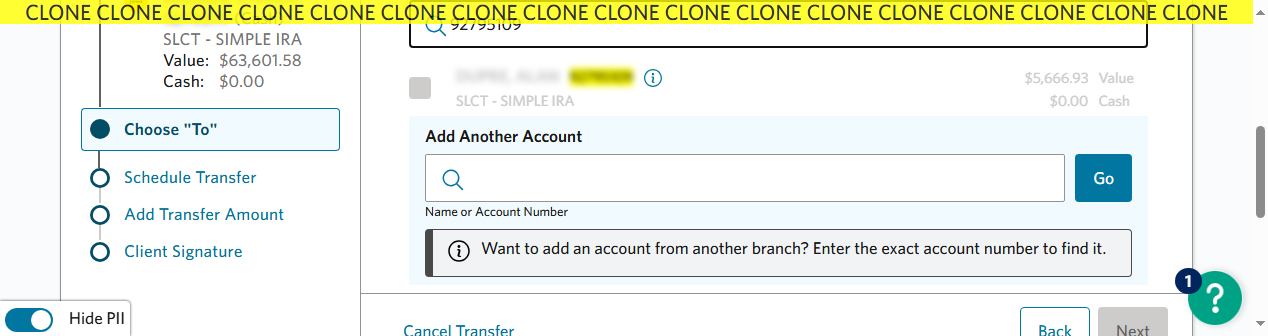 CLONE CLONE CLONE CLONE CLONE CLONE CLONE CLONE CLONE CLONE CLONE CLONE CLONE CLONE CLONE CLONE CLONE
(Cash)
SLCT - SIMPLE IRA
Value: $63,601.58
Cash: $0.00
Choose "To"
Schedule Transfer
Add Transfer Amount
Client Signature
Hide PII
92795109
$5,666.93 Value
SLCT - SIMPLE IRA
$0.00 Cash
Add Another Account
Go
Name or Account Number
Want to add an account from another branch? Enter the exact account number to find it.
Cancel Transfer
Back
Next
1
?